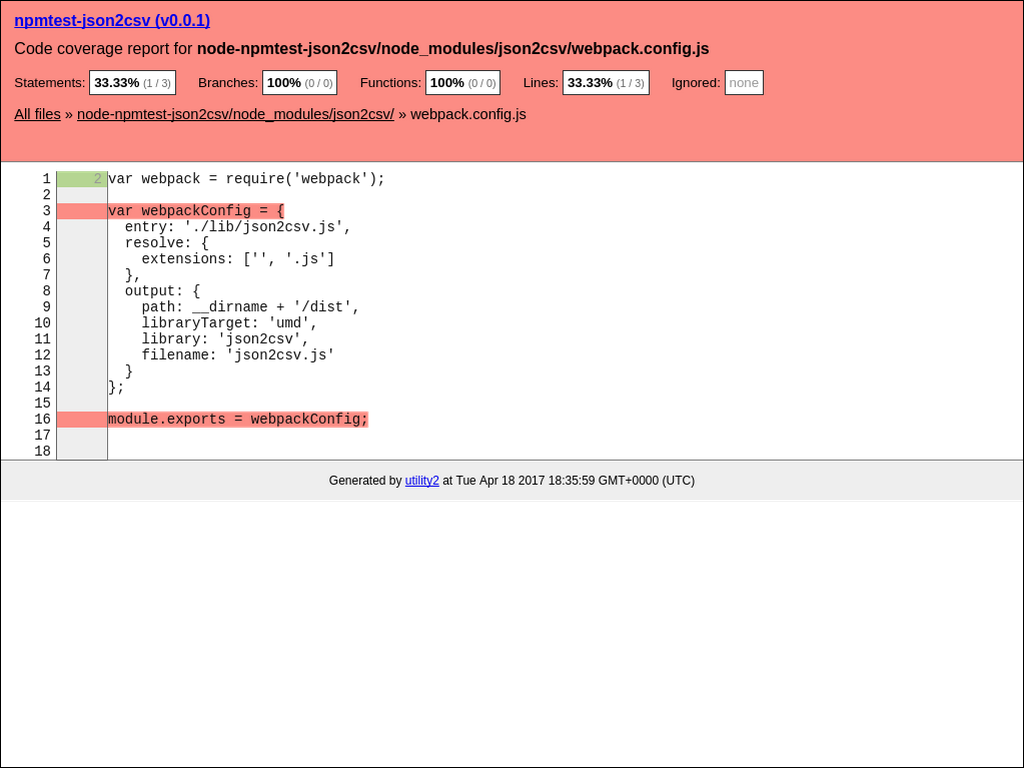 npmtest-json2csv (v0.0.1)
Code coverage report for node-npmtest-json2csv/node_modules/json2csv/webpack.config.js
Statements: 33.33% (1 / 3) Branches: 100% (0 / 0) Functions: 100% (0 / 0) Lines: 33.33% (1 / 3) Ignored: none
All files » node-npmtest-json2csv/node_modules/json2csv/ » webpack.config.js
1 2 var webpack = require('webpack');
2
3 var webpackConfig = {
4   entry: './lib/json2csv.js',
5   resolve: {
6     extensions: ['', '.js']
7   },
8   output: {
9     path: __dirname + '/dist',
10     libraryTarget: 'umd',
11     library: 'json2csv',
12     filename: 'json2csv.js'
13   }
14 };
15
16 module.exports = webpackConfig;
17
18
Generated by utility2 at Tue Apr 18 2017 18:35:59 GMT+0000 (UTC)